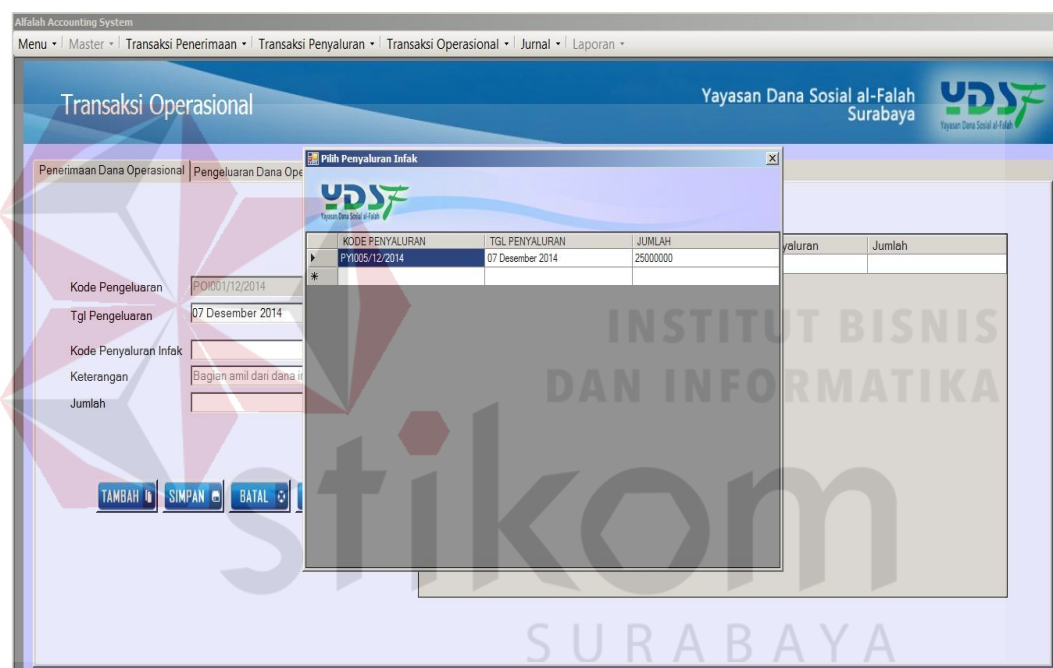 Alfalah Accounting System
Menu Master Transaksi Penerimaan Transaksi Penyaluran Transaksi Operasional Jurnal Laporan
Transaksi Operasional
Yayasan Dana Sosial al-Falah
Surabaya
YDSF
Yayasan Dana Sosial al-Falah
Penerimaan Dana Operasional Pengeluaran Dana Ope
Pilih Penyaluran Infak
YDSF
Yayasan Dana Sosial al-Falah
KODE PENYALURAN TGL PENYALURAN JUMLAH
PYI005/12/2014 07 Desember 2014 25000000
yaluran Jumlah
Kode Pengeluaran POI001/12/2014
Tgl Pengeluaran 07 Desember 2014
Kode Penyaluran Infak
Keterangan Bagian amil dari dana in
Jumlah
TAMBAH SIMPAN BATAL
INSTITUT BISNIS
DAN INFORMATIKA
stikom
SURABAYA